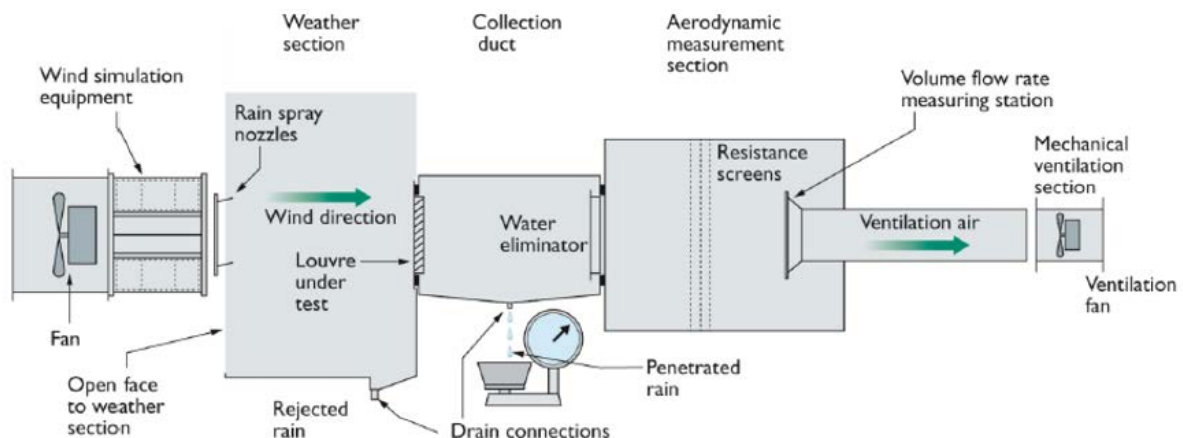 Weather
section
Collection
duct
Aerodynamic
measurement
section
Wind simulation
equipment
Rain spray
nozzles
Volume flow rate
measuring station
Mechanical
ventilation
section
Resistance
screens
Wind direction
Water
eliminator
Ventilation air
Louvre
under
test
Ventilation
fan
Fan
Open face
to weather
section
Rejected
rain
Drain connections
Penetrated
rain